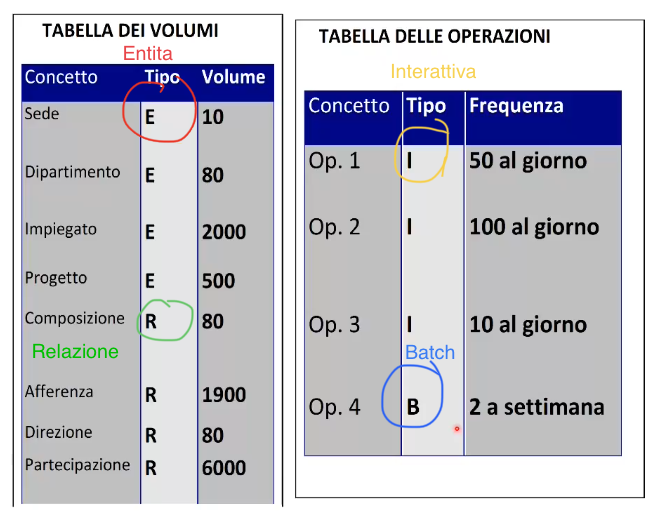 TABELLA DEI VOLUMI
Entita
Concetto Tipo Volume
Sede E 10
Dipartimento E 80
Impiegato E 2000
Progetto E 500
Composizione R 80
Relazione
Afferenza R 1900
Direzione R 80
Partecipazione R 6000
TABELLA DELLE OPERAZIONI
Interattiva
Concetto Tipo Frequenza
Op. 1 I 50 al giorno
Op. 2 I 100 al giorno
Op. 3 I 10 al giorno
Batch
Op. 4 B 2 a settimana